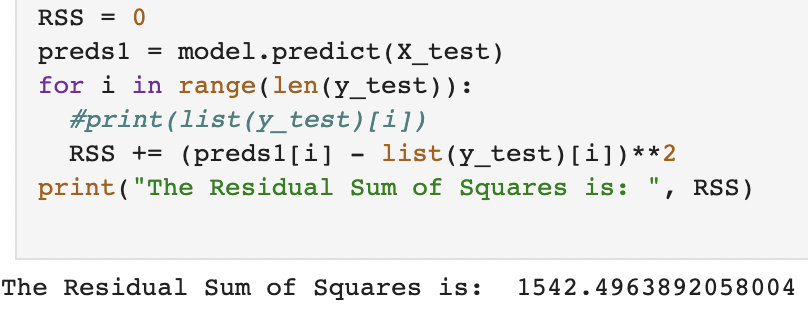 RSS = 0
preds1 = model.predict(X_test)
for i in range(len(y_test)):
  #print(list(y_test)[i])
  RSS += (preds1[i] - list(y_test)[i])**2
print("The Residual Sum of Squares is: ", RSS)
The Residual Sum of Squares is:  1542.4963892058004